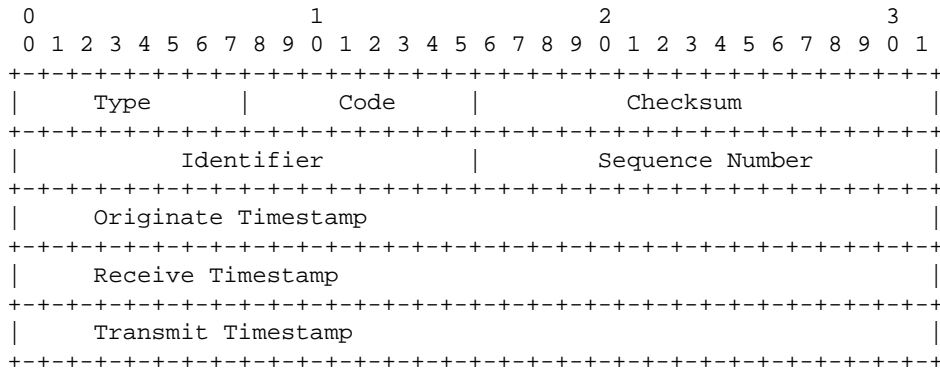 0                   1                   2                   3
0 1 2 3 4 5 6 7 8 9 0 1 2 3 4 5 6 7 8 9 0 1 2 3 4 5 6 7 8 9 0 1
+-+-+-+-+-+-+-+-+-+-+-+-+-+-+-+-+-+-+-+-+-+-+-+-+-+-+-+-+-+-+-+-+
|     Type      |      Code     |          Checksum             |
+-+-+-+-+-+-+-+-+-+-+-+-+-+-+-+-+-+-+-+-+-+-+-+-+-+-+-+-+-+-+-+-+
|           Identifier          |        Sequence Number        |
+-+-+-+-+-+-+-+-+-+-+-+-+-+-+-+-+-+-+-+-+-+-+-+-+-+-+-+-+-+-+-+-+
|     Originate Timestamp                                       |
+-+-+-+-+-+-+-+-+-+-+-+-+-+-+-+-+-+-+-+-+-+-+-+-+-+-+-+-+-+-+-+-+
|     Receive Timestamp                                         |
+-+-+-+-+-+-+-+-+-+-+-+-+-+-+-+-+-+-+-+-+-+-+-+-+-+-+-+-+-+-+-+-+
|     Transmit Timestamp                                        |
+-+-+-+-+-+-+-+-+-+-+-+-+-+-+-+-+-+-+-+-+-+-+-+-+-+-+-+-+-+-+-+-+